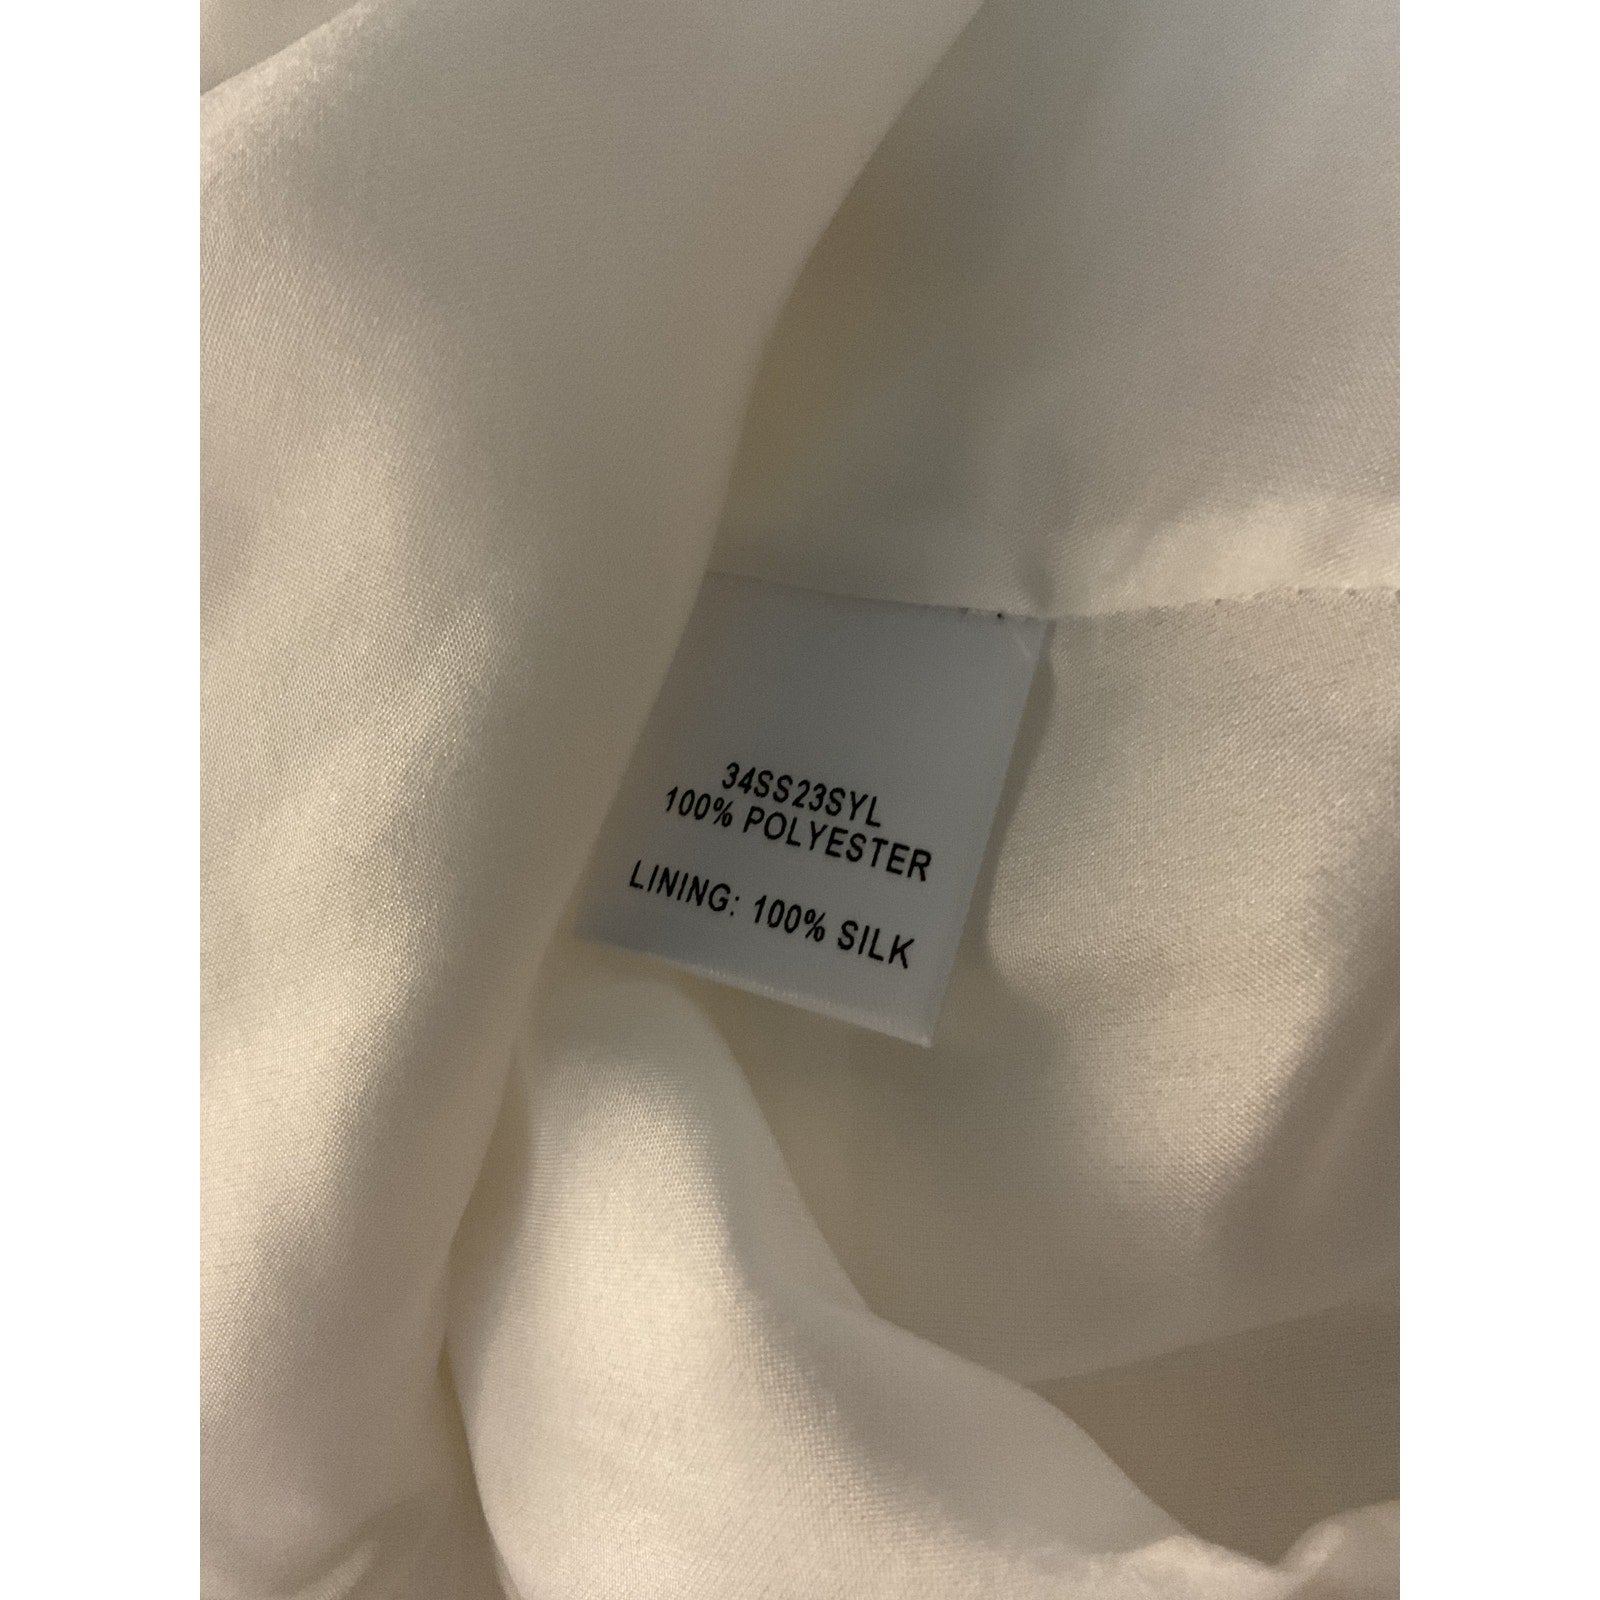 34SS23SYL
100% POLYESTER
LINING: 100% SILK